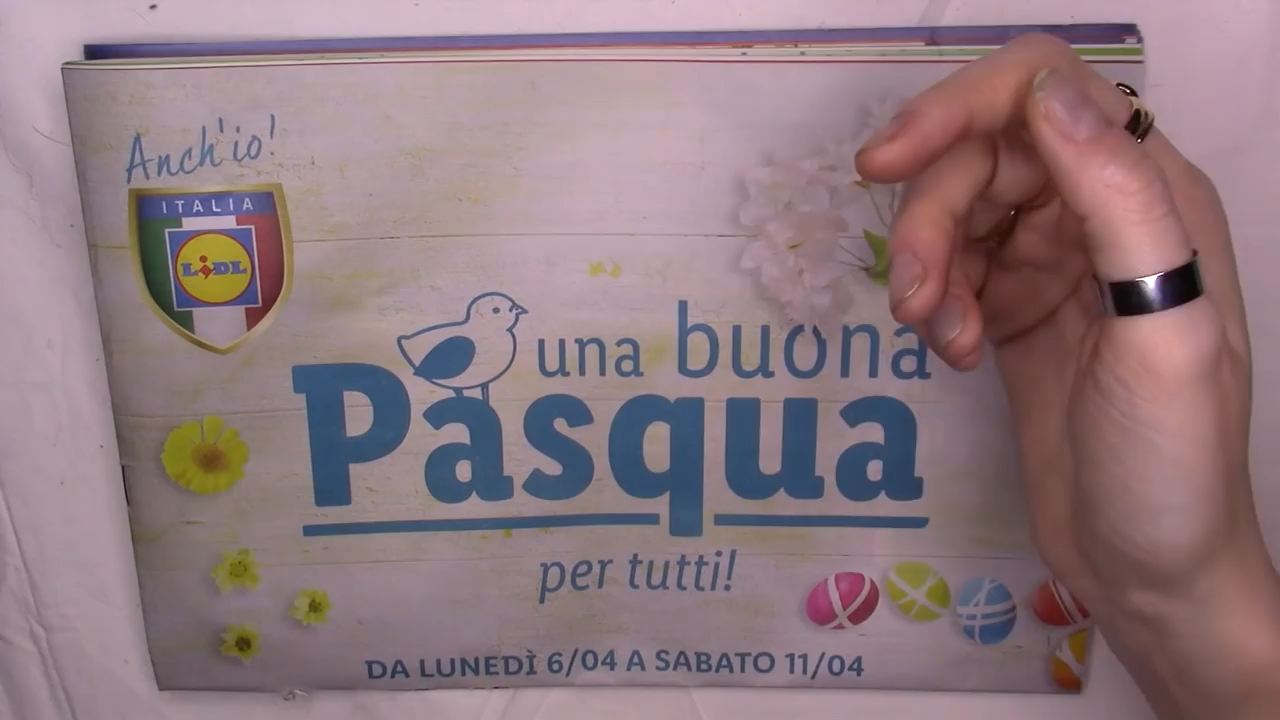 Anch'io!
ITALIA
LIDL
una buona
Pasqua
per tutti!
DA LUNEDÌ 6/04 A SABATO 11/04